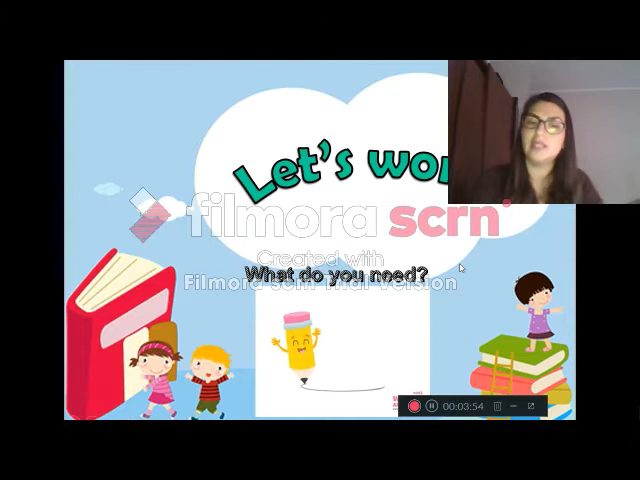 Let's wor
filmora scrn
Created with
Filmora Scrn Trial Version
What do you need?
00:03:54